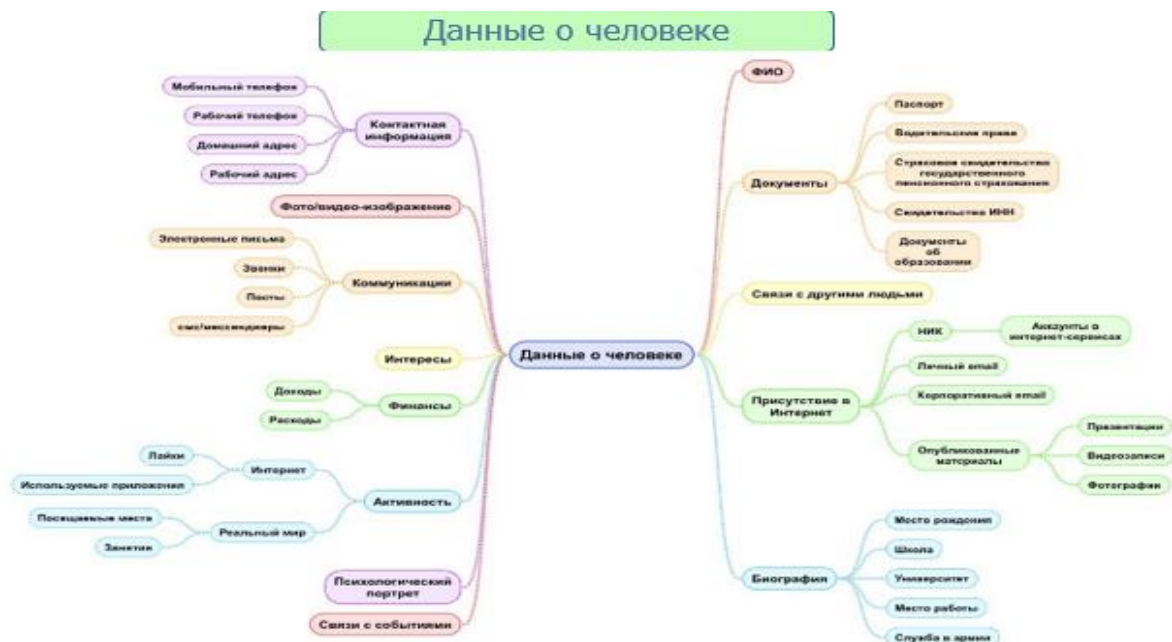 Данные о человеке
Мобильный телефон
Рабочий телефон
Домашний адрес
Рабочий адрес
Контактная
информация
Фото/видео-изображение
Электронные письма
Звонки
Посты
смс/мессенджеры
Коммуникации
Интересы
Доходы
Расходы
Финансы
Лайки
Используемые приложения
Интернет
Посещаемые места
Занятия
Реальный мир
Активность
Психологический
портрет
Связи с событиями
Данные о человеке
ФИО
Документы
Паспорт
Водительские права
Страховое свидетельство
государственного
пенсионного страхования
Свидетельство ИНН
Документы
об
образовании
Связи с другими людьми
Присутствие в
Интернет
НИК
Аккаунты в
интернет-сервисах
Личный email
Корпоративный email
Опубликованные
материалы
Презентации
Видеозаписи
Фотографии
Биография
Место рождения
Школа
Университет
Место работы
Служба в армии